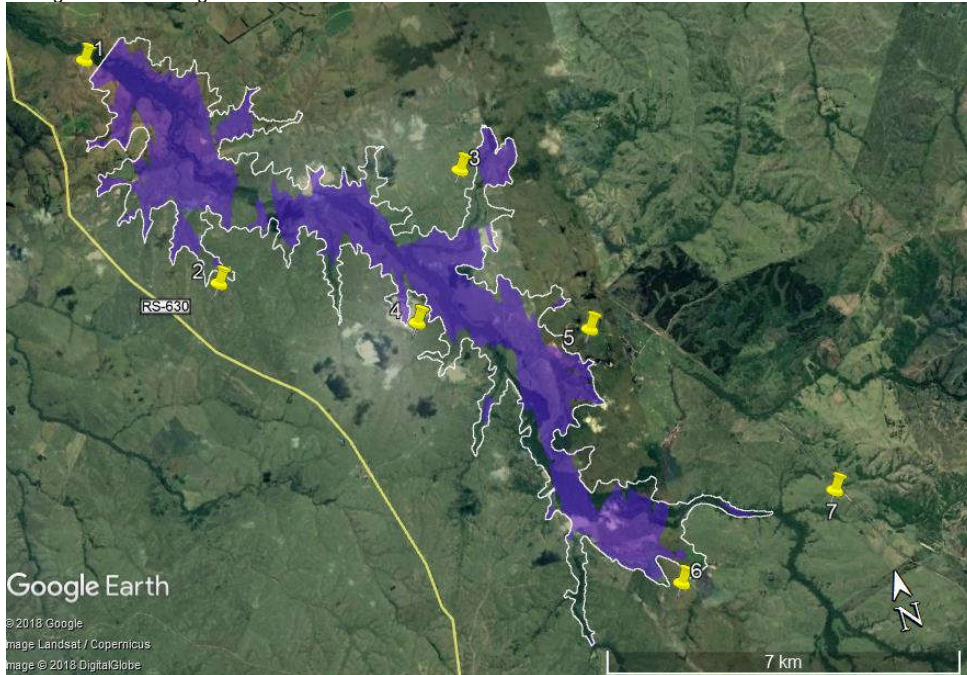 1
3
2
RS-630
4
5
7
6
Google Earth
© 2018 Google
mage Landsat / Copernicus
mage © 2018 DigitalGlobe
N
7 km